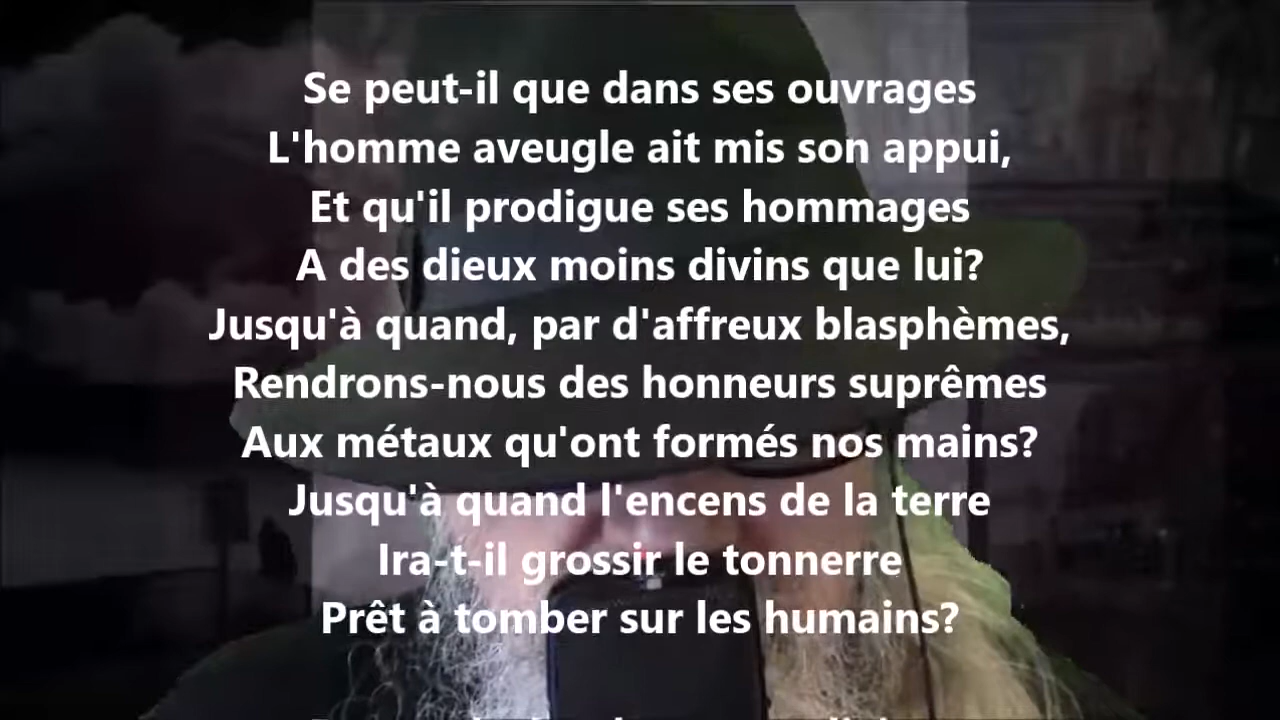 Se peut-il que dans ses ouvrages
L'homme aveugle ait mis son appui,
Et qu'il prodigue ses hommages
A des dieux moins divins que lui?
Jusqu'à quand, par d'affreux blasphèmes,
Rendrons-nous des honneurs suprêmes
Aux métaux qu'ont formés nos mains?
Jusqu'à quand l'encens de la terre
Ira-t-il grossir le tonnerre
Prêt à tomber sur les humains?